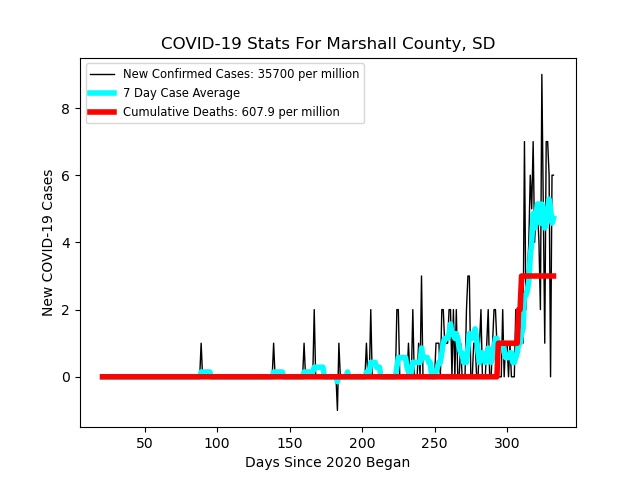 COVID-19 Stats For Marshall County, SD
New Confirmed Cases: 35700 per million
7 Day Case Average
Cumulative Deaths: 607.9 per million
New COVID-19 Cases
8
6
4
2
0
50 100 150 200 250 300
Days Since 2020 Began